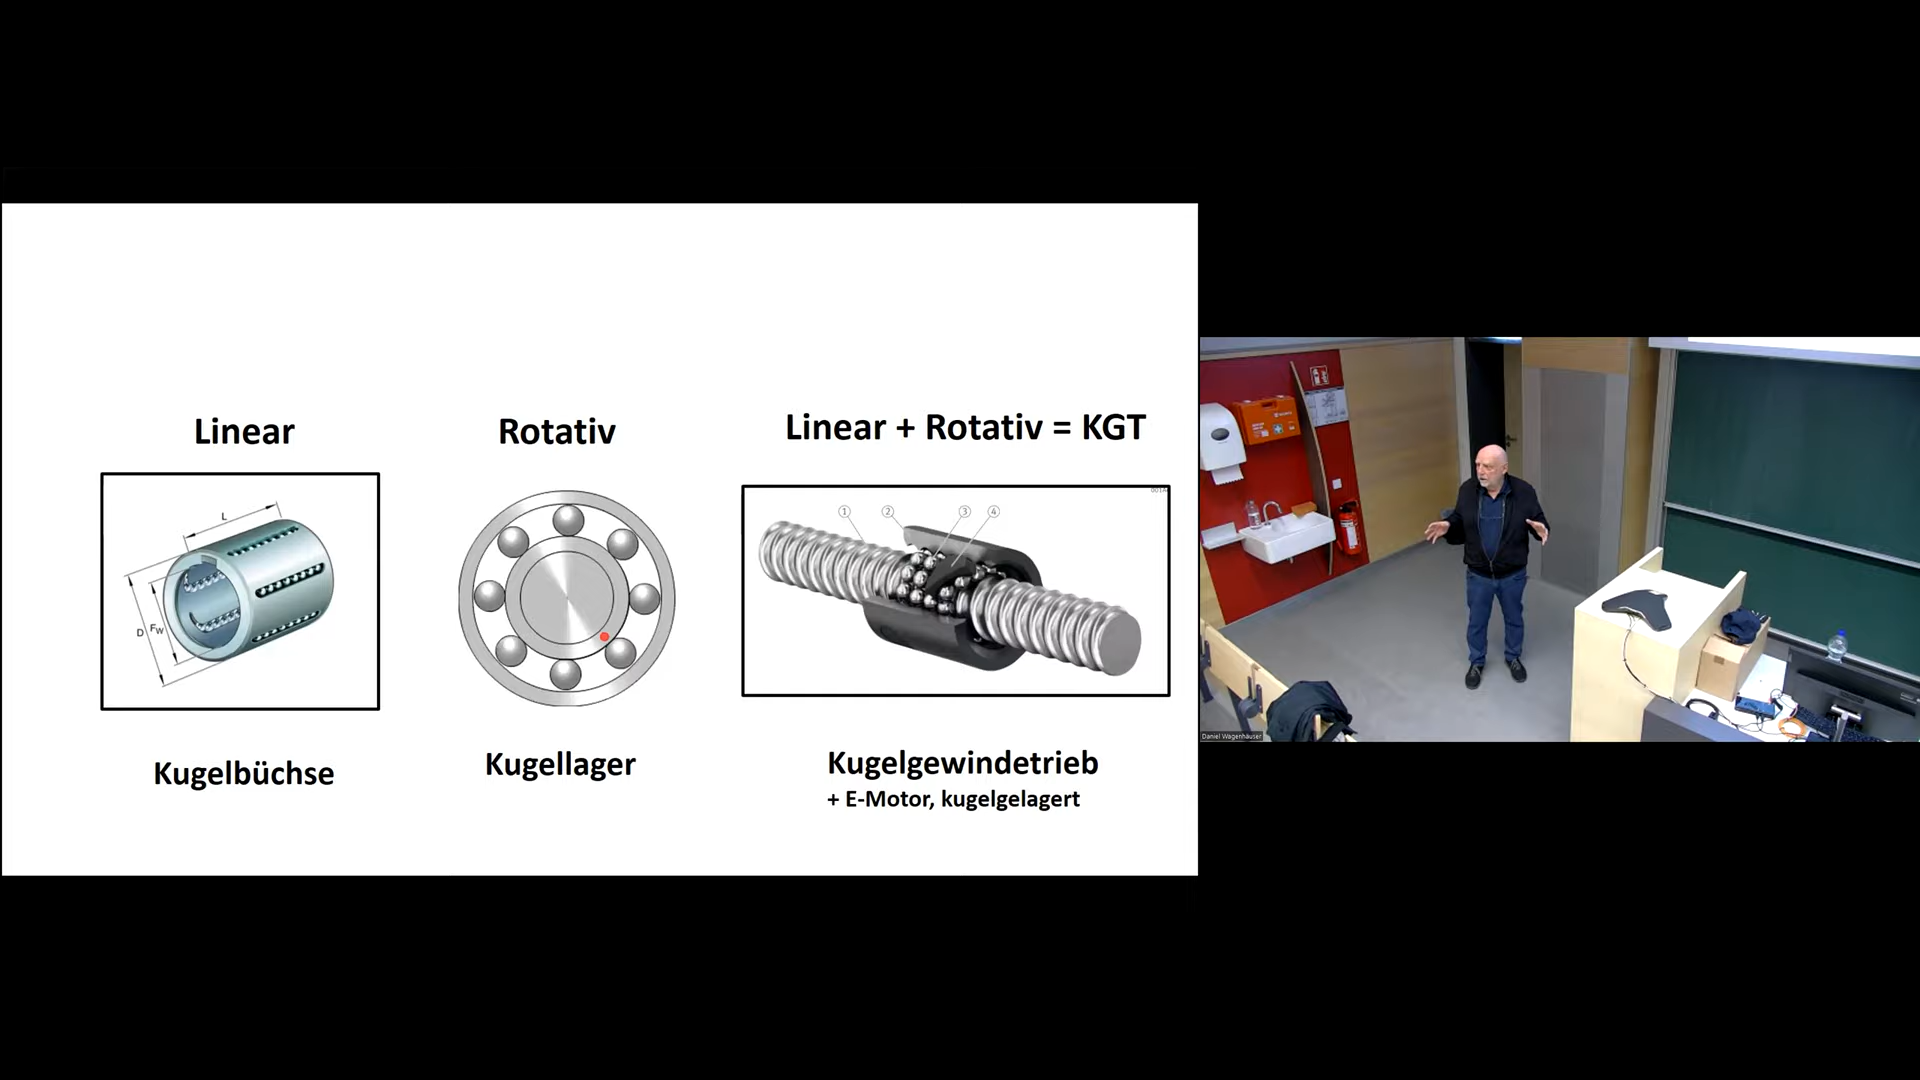 Linear
Rotativ
Linear + Rotativ = KGT
L
D
FW
1
2
3
4
Kugelbüchse
Kugellager
Kugelgewindetrieb
+ E-Motor, kugelgelagert
Daniel Wagenhäuser